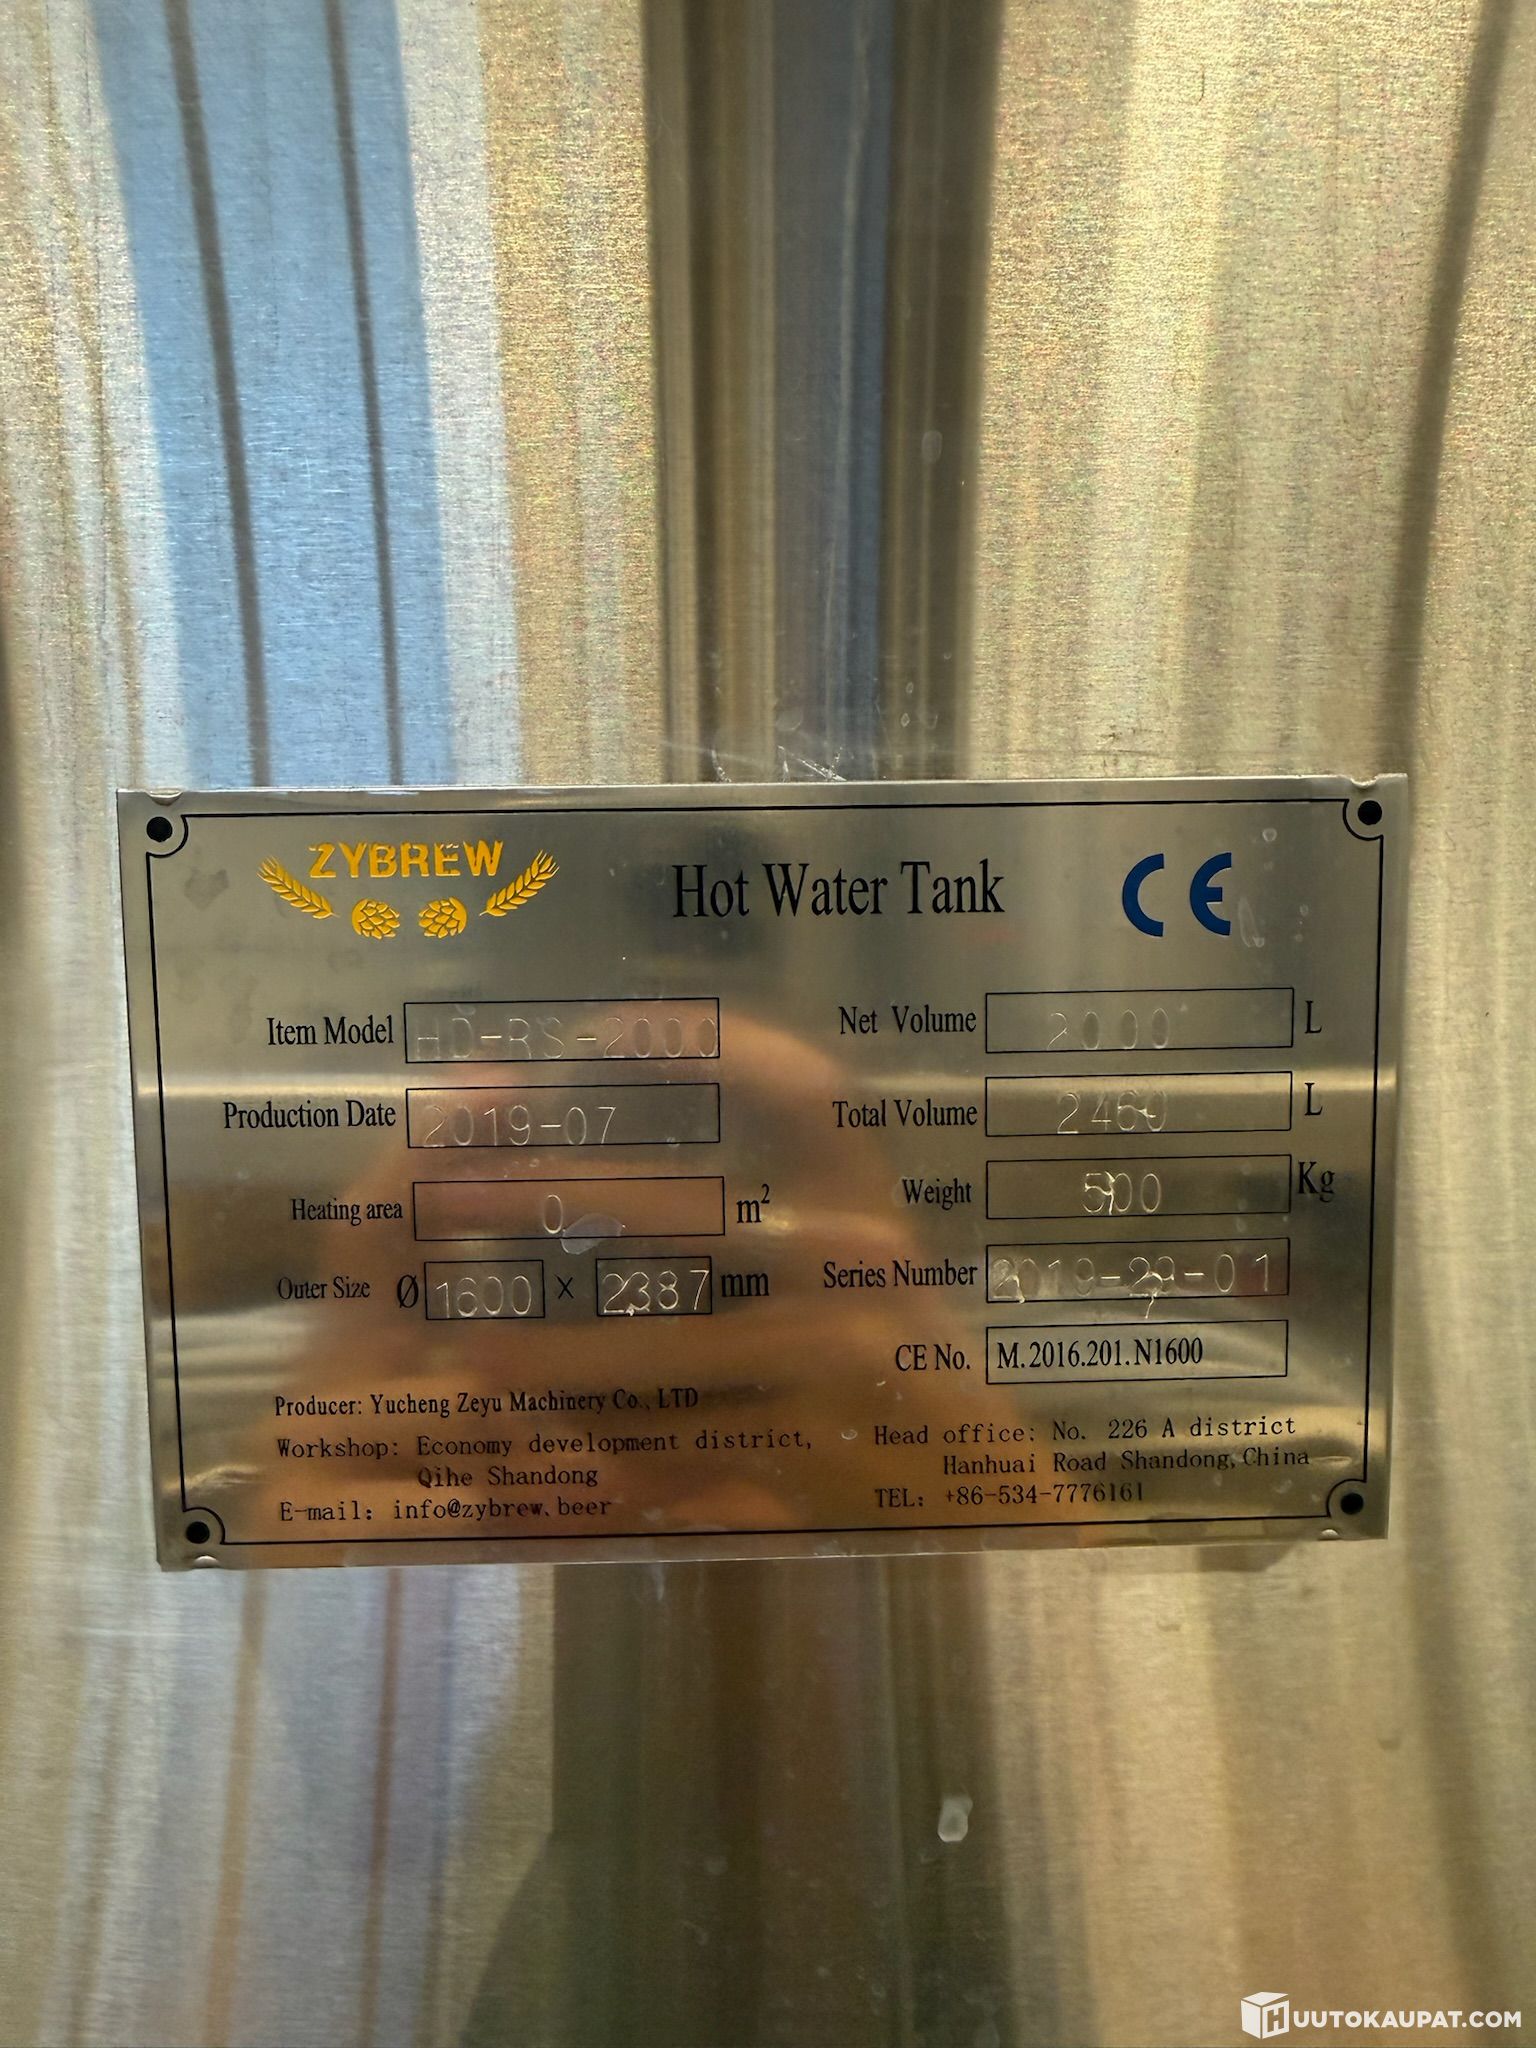 ZYBREW
Hot Water Tank
CE
Item Model HD-RS-2000
Net Volume 2000 L
Production Date 2019-07
Total Volume 2460 L
Heating area 0 m²
Weight 500 Kg
Outer Size Ø 1600 x 2387 mm
Series Number 2019-29-01
CE No. M.2016.201.N1600
Producer: Yucheng Zeyu Machinery Co., LTD
Workshop: Economy development district,
Qihe Shandong
E-mail: info@zybrew.beer
Head office: No. 226 A district
Hanhuai Road Shandong,China
TEL: +86-534-7776161
HUUTOKAUPAT.COM